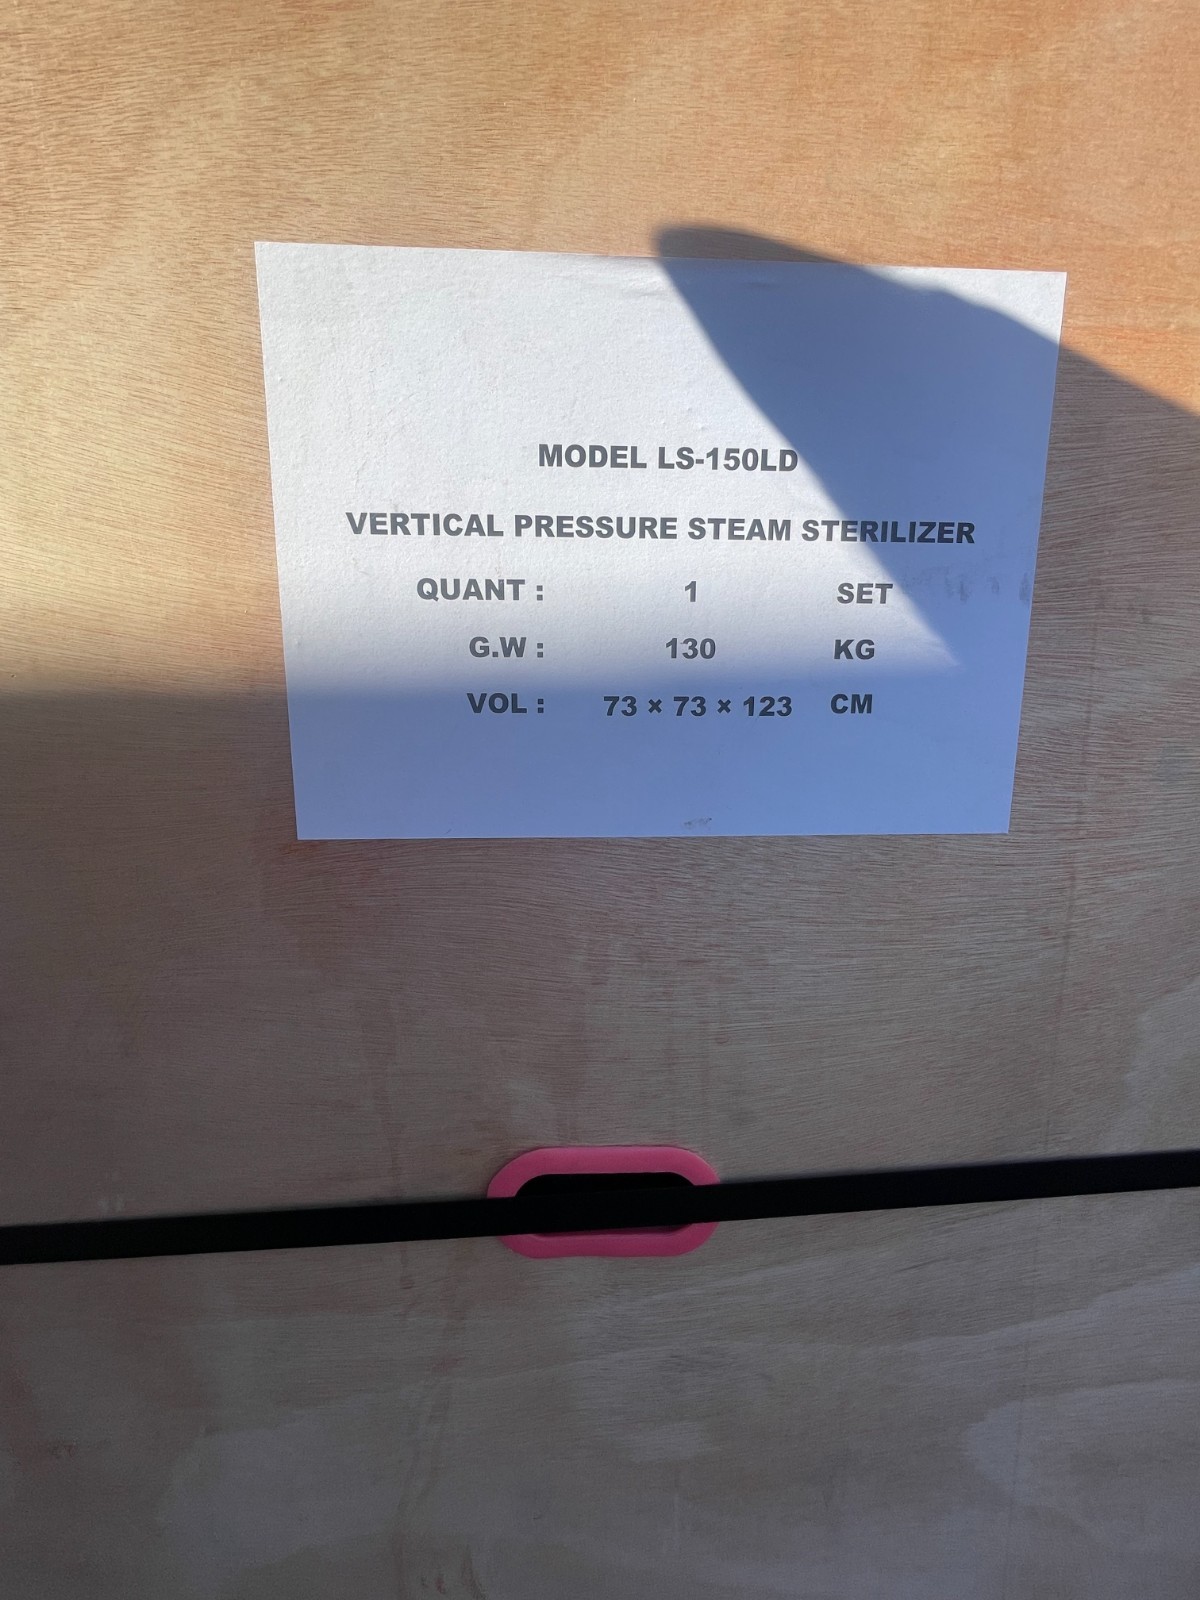 MODEL LS-150LD
VERTICAL PRESSURE STEAM STERILIZER
QUANT : 1 SET
G.W : 130 KG
VOL : 73 × 73 × 123 CM